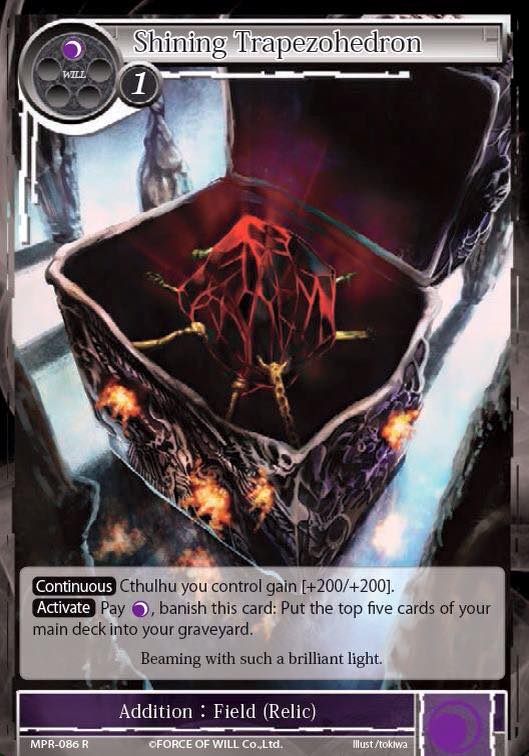 Shining Trapezohedron
WILL
1
Continuous Cthulhu you control gain [+200/+200].
Activate Pay , banish this card: Put the top five cards of your
main deck into your graveyard.
Beaming with such a brilliant light.
Addition : Field (Relic)
MPR-086 R ©FORCE OF WILL Co.,Ltd. Illust/tokiwa